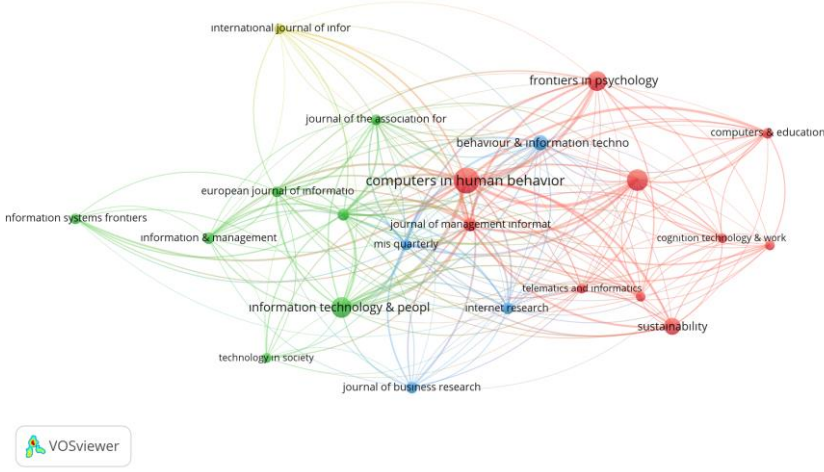 international journal of infor
frontiers in psychology
journal of the association for
computers & education
behaviour & information techno
computers in human behavior
european journal of informatio
nformation systems frontiers
journal of management informat
information & management
mis quarterly
cognition technology & work
telematics and informatics
information technology & peopl
internet research
sustainability
technology in society
journal of business research
VOSviewer